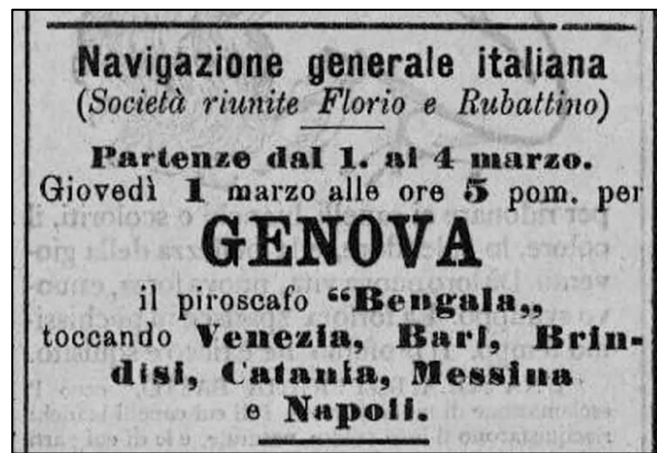 Navigazione generale italiana
(Società riunite Florio e Rubattino)
Partenze dal 1. al 4 marzo.
Giovedì 1 marzo alle ore 5 pom. per
GENOVA
il piroscafo “Bengala„
toccando Venezia, Bari, Brin-
disi, Catania, Messina
e Napoli.